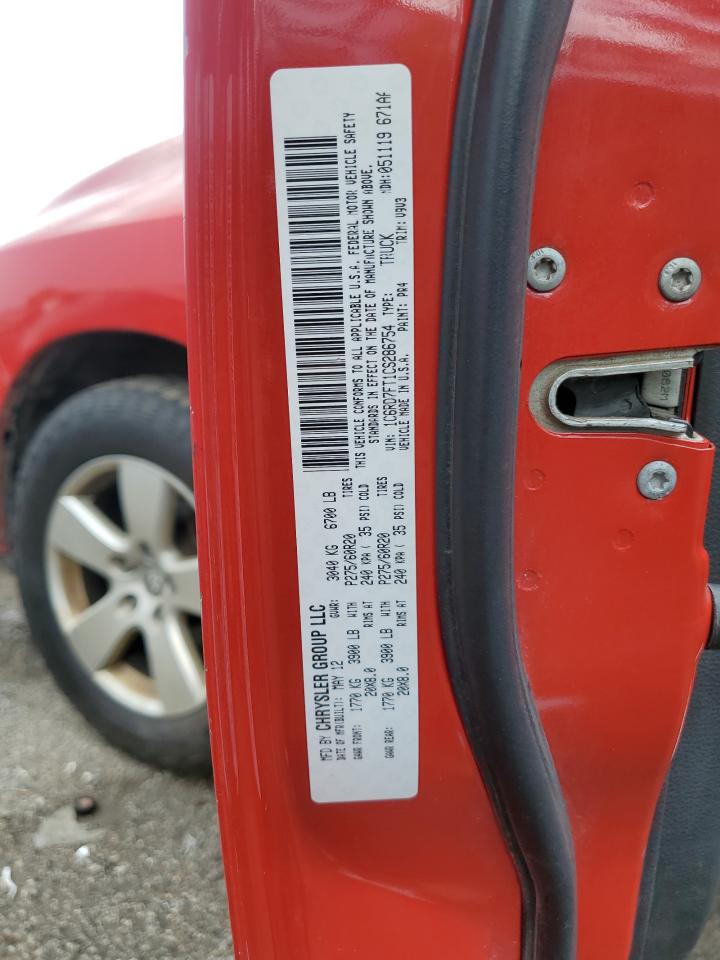 MFD BY CHRYSLER GROUP LLC
DATE OF MFR(BUILT): MAY 12 GVWR: 3040 KG 6700 LB
GAWR FRONT: 1770 KG 3900 LB WITH P275/60R20 TIRES
20X8.0 RIMS AT 240 KPA ( 35 PSI) COLD
GAWR REAR: 1770 KG 3900 LB WITH P275/60R20 TIRES
20X8.0 RIMS AT 240 KPA ( 35 PSI) COLD
THIS VEHICLE CONFORMS TO ALL APPLICABLE U.S.A. FEDERAL MOTOR VEHICLE SAFETY
STANDARDS IN EFFECT ON THE DATE OF MANUFACTURE SHOWN ABOVE.
VIN: 1C6RD7FT1CS286754 TYPE: TRUCK MDH:051119 671AF
VEHICLE MADE IN U.S.A. PAINT: PR4 TRIM: V9V3